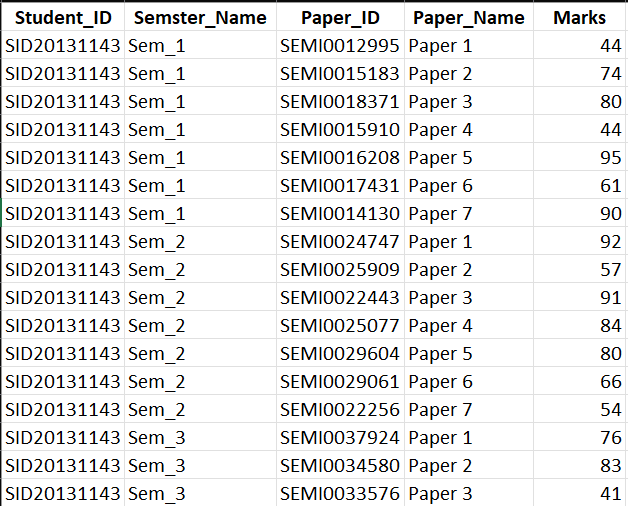 Student_ID Semster_Name Paper_ID Paper_Name Marks
SID20131143 Sem_1 SEMI0012995 Paper 1 44
SID20131143 Sem_1 SEMI0015183 Paper 2 74
SID20131143 Sem_1 SEMI0018371 Paper 3 80
SID20131143 Sem_1 SEMI0015910 Paper 4 44
SID20131143 Sem_1 SEMI0016208 Paper 5 95
SID20131143 Sem_1 SEMI0017431 Paper 6 61
SID20131143 Sem_1 SEMI0014130 Paper 7 90
SID20131143 Sem_2 SEMI0024747 Paper 1 92
SID20131143 Sem_2 SEMI0025909 Paper 2 57
SID20131143 Sem_2 SEMI0022443 Paper 3 91
SID20131143 Sem_2 SEMI0025077 Paper 4 84
SID20131143 Sem_2 SEMI0029604 Paper 5 80
SID20131143 Sem_2 SEMI0029061 Paper 6 66
SID20131143 Sem_2 SEMI0022256 Paper 7 54
SID20131143 Sem_3 SEMI0037924 Paper 1 76
SID20131143 Sem_3 SEMI0034580 Paper 2 83
SID20131143 Sem_3 SEMI0033576 Paper 3 41